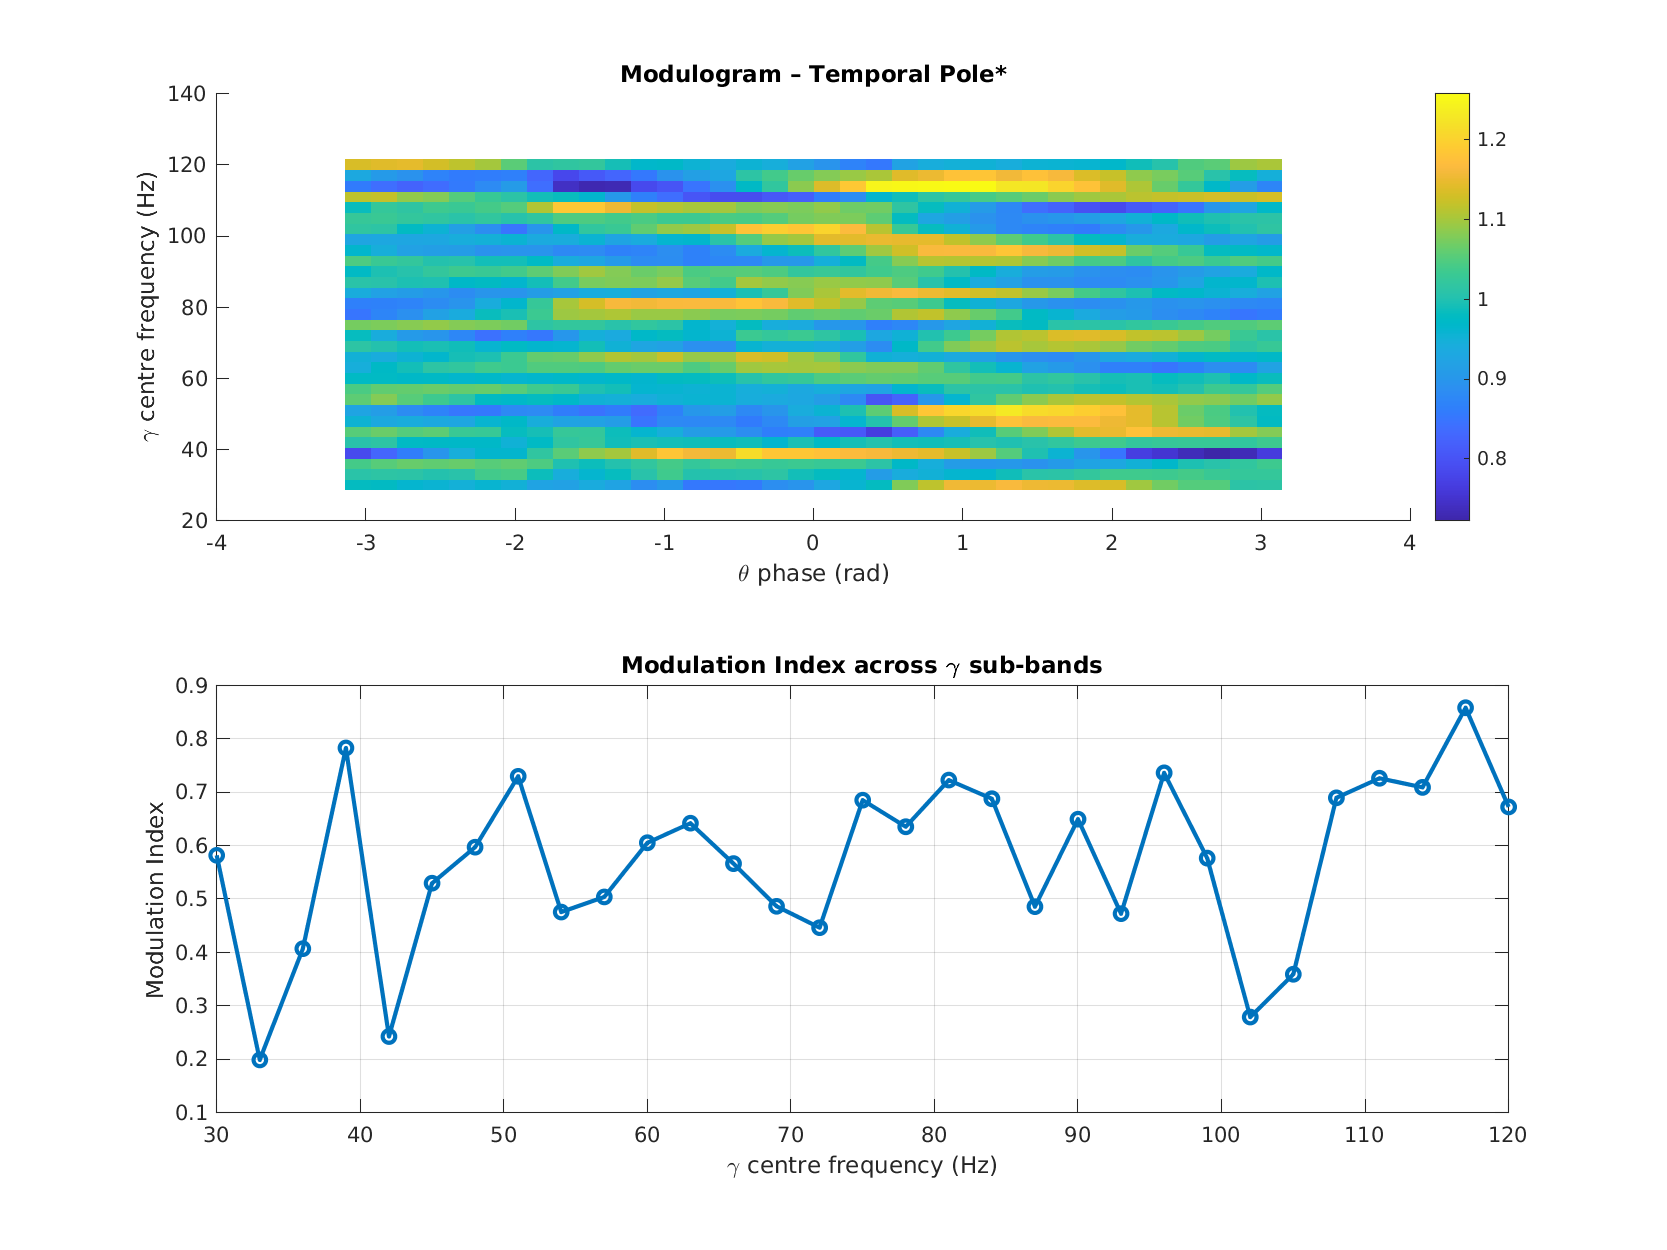 Modulogram – Temporal Pole*
140
120
100
80
60
40
20
γ centre frequency (Hz)
-4 -3 -2 -1 0 1 2 3 4
θ phase (rad)
1.2
1.1
1
0.9
0.8
Modulation Index across γ sub-bands
0.9
0.8
0.7
0.6
0.5
0.4
0.3
0.2
0.1
Modulation Index
30 40 50 60 70 80 90 100 110 120
γ centre frequency (Hz)